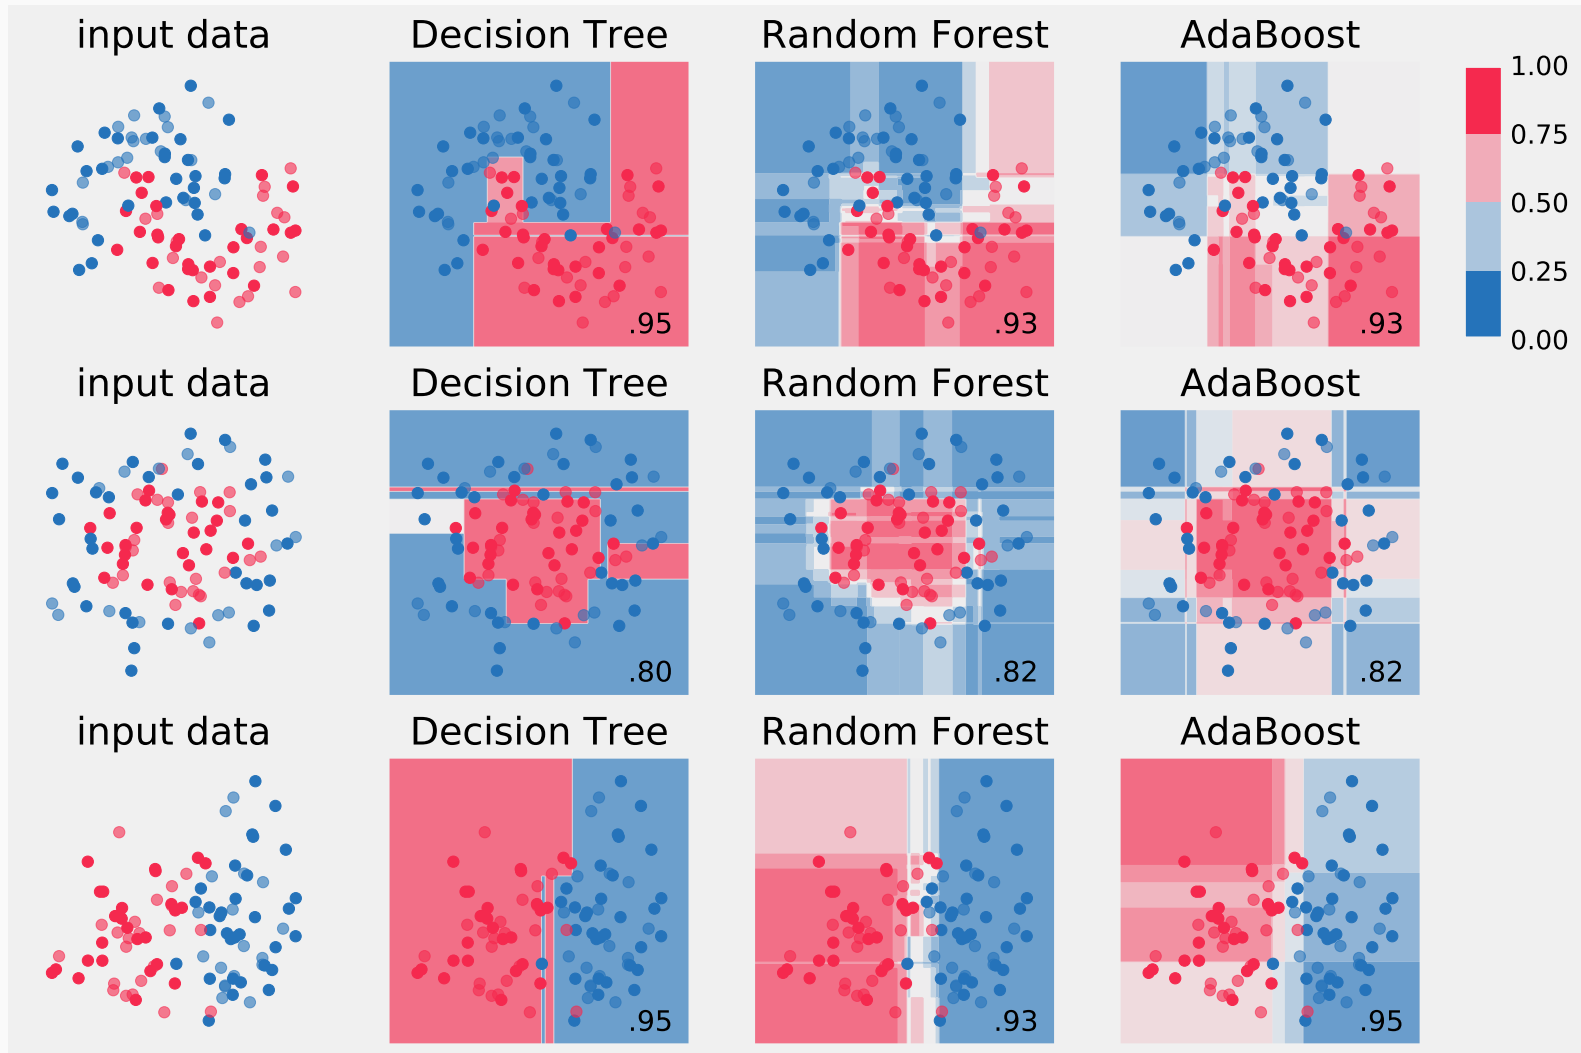 input data Decision Tree Random Forest AdaBoost
1.00
0.75
0.50
0.25
0.00
.95 .93 .93
input data Decision Tree Random Forest AdaBoost
.80 .82 .82
input data Decision Tree Random Forest AdaBoost
.95 .93 .95